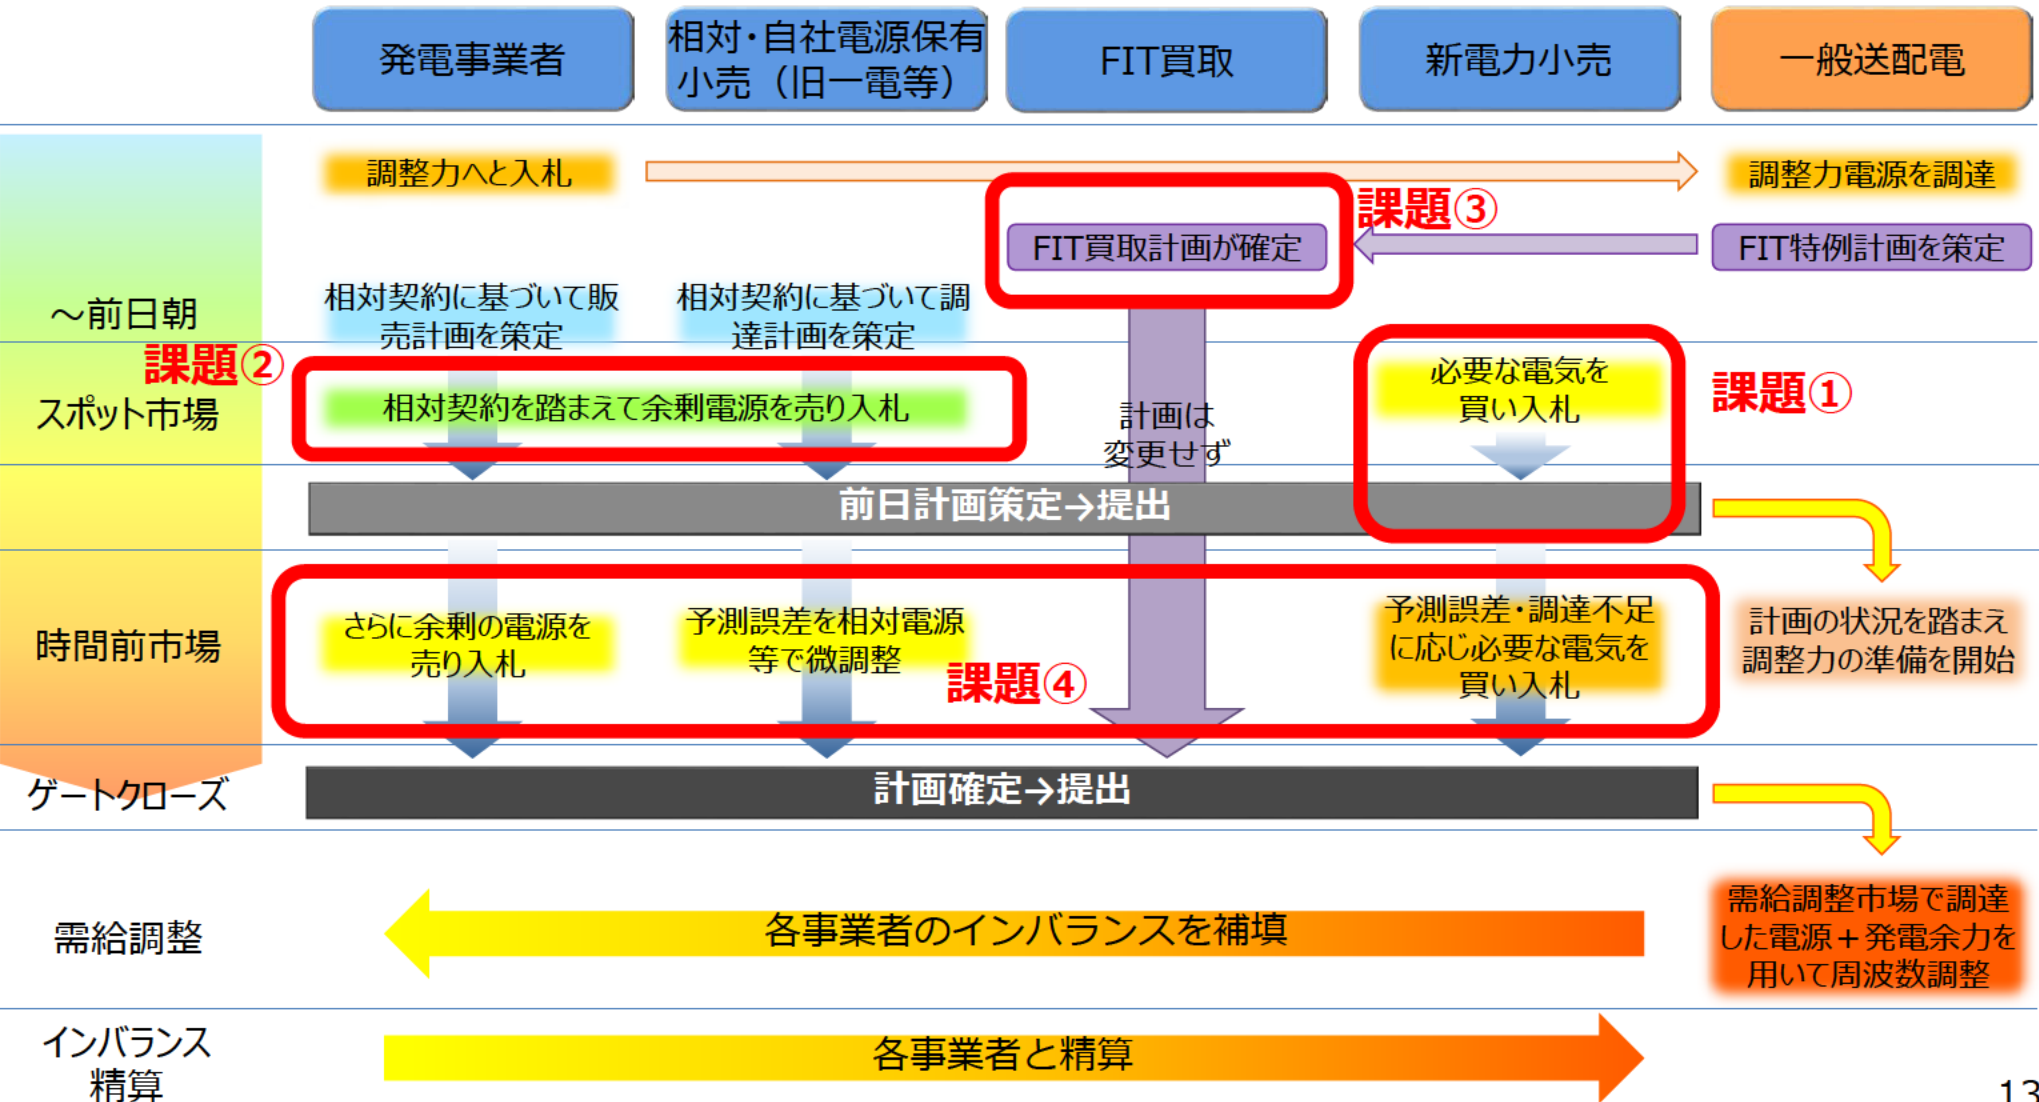 発電事業者
相対・自社電源保有
小売（旧一電等）
FIT買取
新電力小売
一般送配電
調整力へと入札
調整力電源を調達
課題③
FIT買取計画が確定
FIT特例計画を策定
～前日朝
相対契約に基づいて販
売計画を策定
相対契約に基づいて調
達計画を策定
課題②
スポット市場
相対契約を踏まえて余剰電源を売り入札
計画は
変更せず
必要な電気を
買い入札
課題①
前日計画策定→提出
時間前市場
さらに余剰の電源を
売り入札
予測誤差を相対電源
等で微調整
課題④
予測誤差・調達不足
に応じ必要な電気を
買い入札
計画の状況を踏まえ
調整力の準備を開始
ゲートクローズ
計画確定→提出
需給調整
各事業者のインバランスを補填
需給調整市場で調達
した電源＋発電余力を
用いて周波数調整
インバランス
精算
各事業者と精算
13